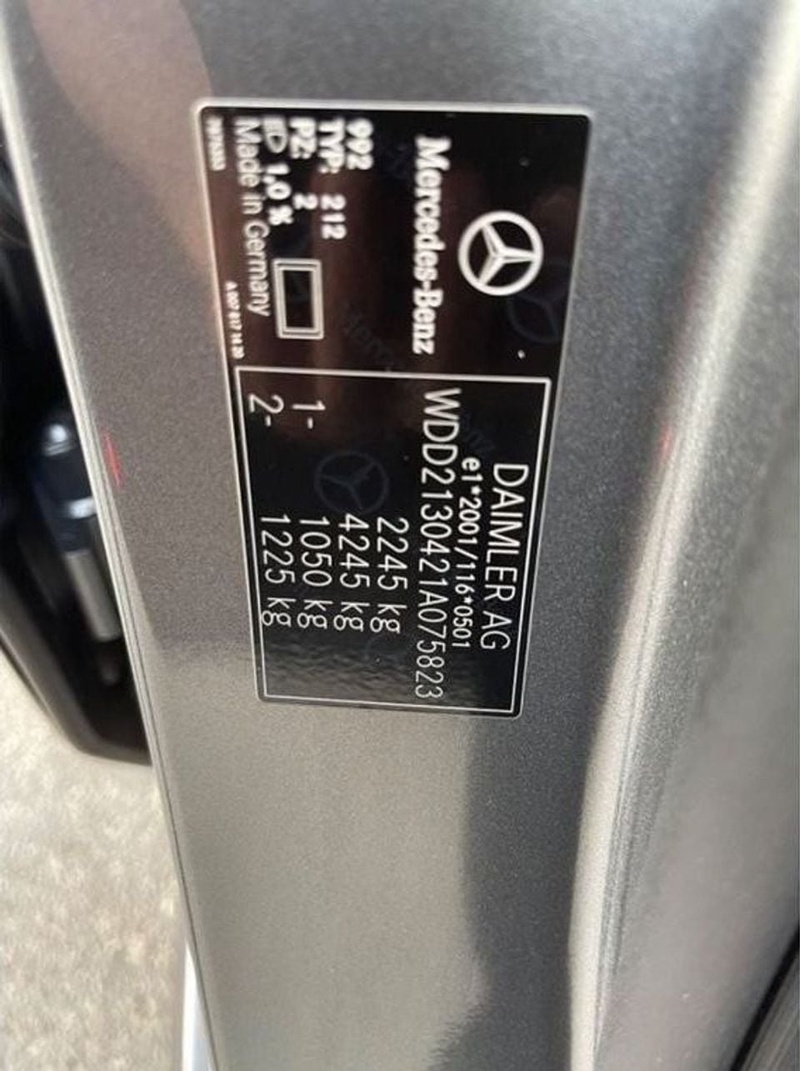 Mercedes-Benz
992
TYP: 212
PZ: 2
1,0 %
Made in Germany
DAIMLER AG
e1*2001/116*0501
WDD2130421A075823
2245 kg
4245 kg
1- 1050 kg
2- 1225 kg